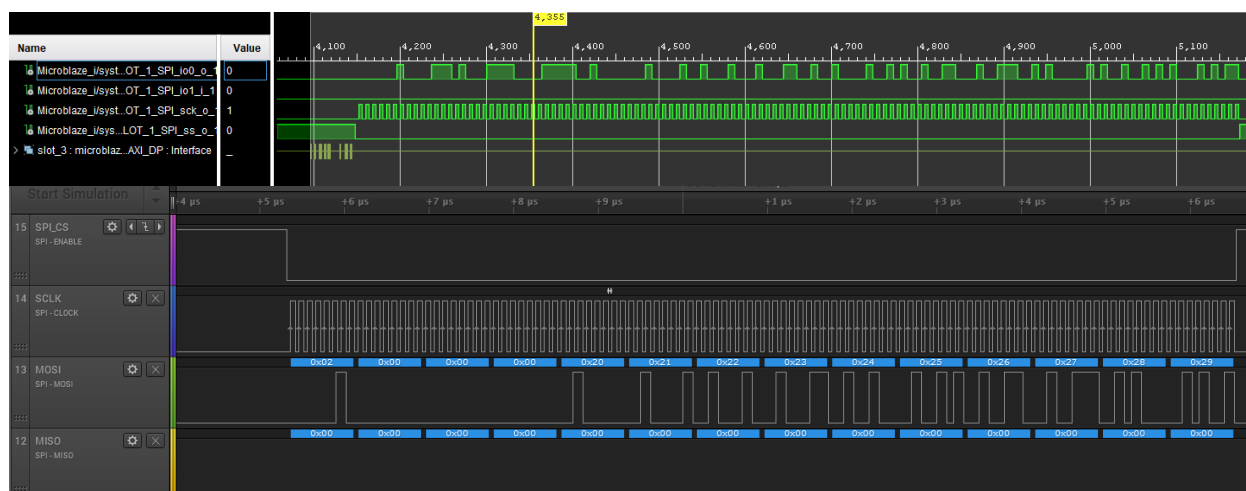 4,355
Name Value
4,100 4,200 4,300 4,400 4,500 4,600 4,700 4,800 4,900 5,000 5,100
Microblaze_i/syst...OT_1_SPI_io0_o_1 0
Microblaze_i/syst...OT_1_SPI_io1_i_1 0
Microblaze_i/syst...OT_1_SPI_sck_o_1 1
Microblaze_i/sys...LOT_1_SPI_ss_o_1 0
slot_3 : microblaz...AXI_DP : Interface _
Start Simulation
+4 µs +5 µs +6 µs +7 µs +8 µs +9 µs +1 µs +2 µs +3 µs +4 µs +5 µs +6 µs
15 SPI_CS
SPI - ENABLE
14 SCLK
SPI - CLOCK
0x02 0x00 0x00 0x00 0x20 0x21 0x22 0x23 0x24 0x25 0x26 0x27 0x28 0x29
13 MOSI
SPI - MOSI
0x00 0x00 0x00 0x00 0x00 0x00 0x00 0x00 0x00 0x00 0x00 0x00 0x00 0x00
12 MISO
SPI - MISO